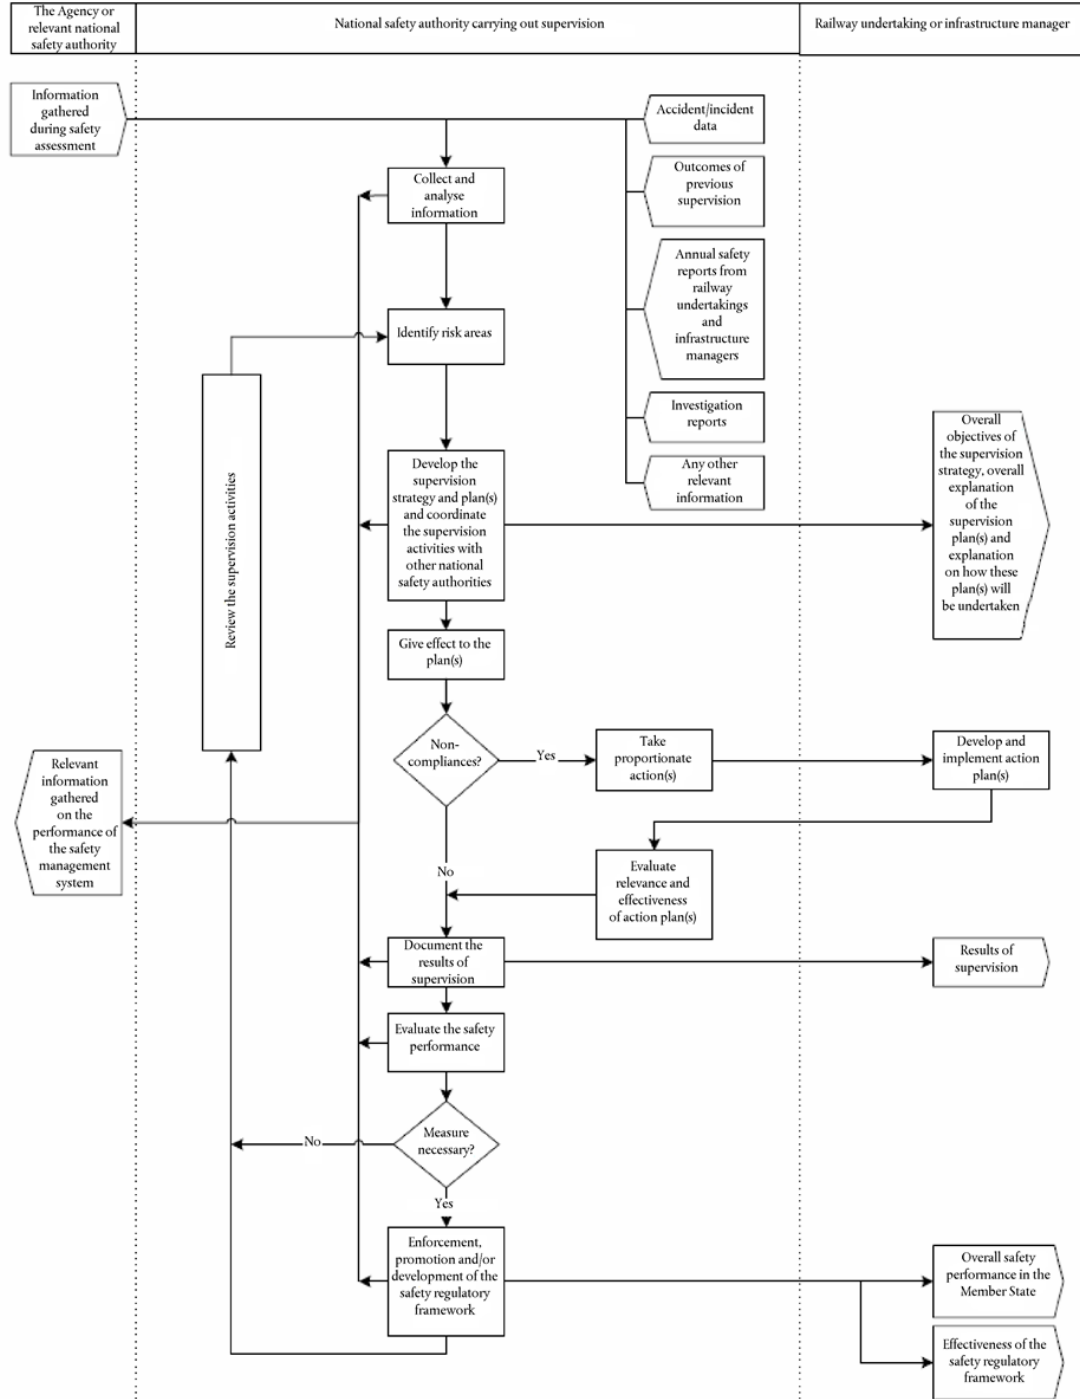 The Agency or
relevant national
safety authority
National safety authority carrying out supervision
Railway undertaking or infrastructure manager
Information
gathered
during safety
assessment
Accident/incident
data
Collect and
analyse
information
Outcomes of
previous
supervision
Annual safety
reports from
railway
undertakings
and
infrastructure
managers
Identify risk areas
Investigation
reports
Any other
relevant
information
Develop the
supervision
strategy and plan(s)
and coordinate
the supervision
activities with
other national
safety authorities
Overall
objectives of
the supervision
strategy, overall
explanation
of the
supervision
plan(s) and
explanation
on how these
plan(s) will
be undertaken
Review the supervision activities
Give effect to the
plan(s)
Non-
compliances?
Yes
Take
proportionate
action(s)
Develop and
implement action
plan(s)
Relevant
information
gathered
on the
performance of
the safety
management
system
No
Evaluate
relevance and
effectiveness
of action plan(s)
Document the
results of
supervision
Results of
supervision
Evaluate the safety
performance
Measure
necessary?
No
Yes
Enforcement,
promotion and/or
development of the
safety regulatory
framework
Overall safety
performance in the
Member State
Effectiveness of the
safety regulatory
framework